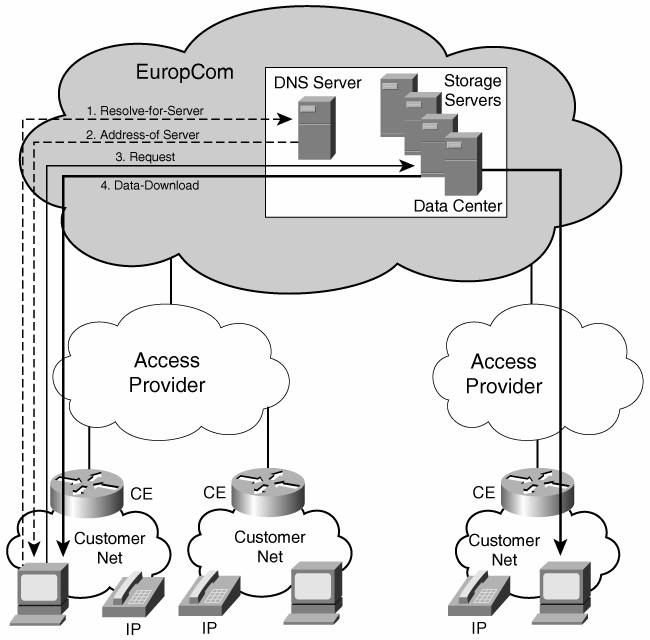 EuropCom
DNS Server
Storage
Servers
1. Resolve-for-Server
2. Address-of Server
3. Request
4. Data-Download
Data Center
Access
Provider
Access
Provider
CE
CE
CE
Customer
Net
Customer
Net
Customer
Net
IP
IP
IP